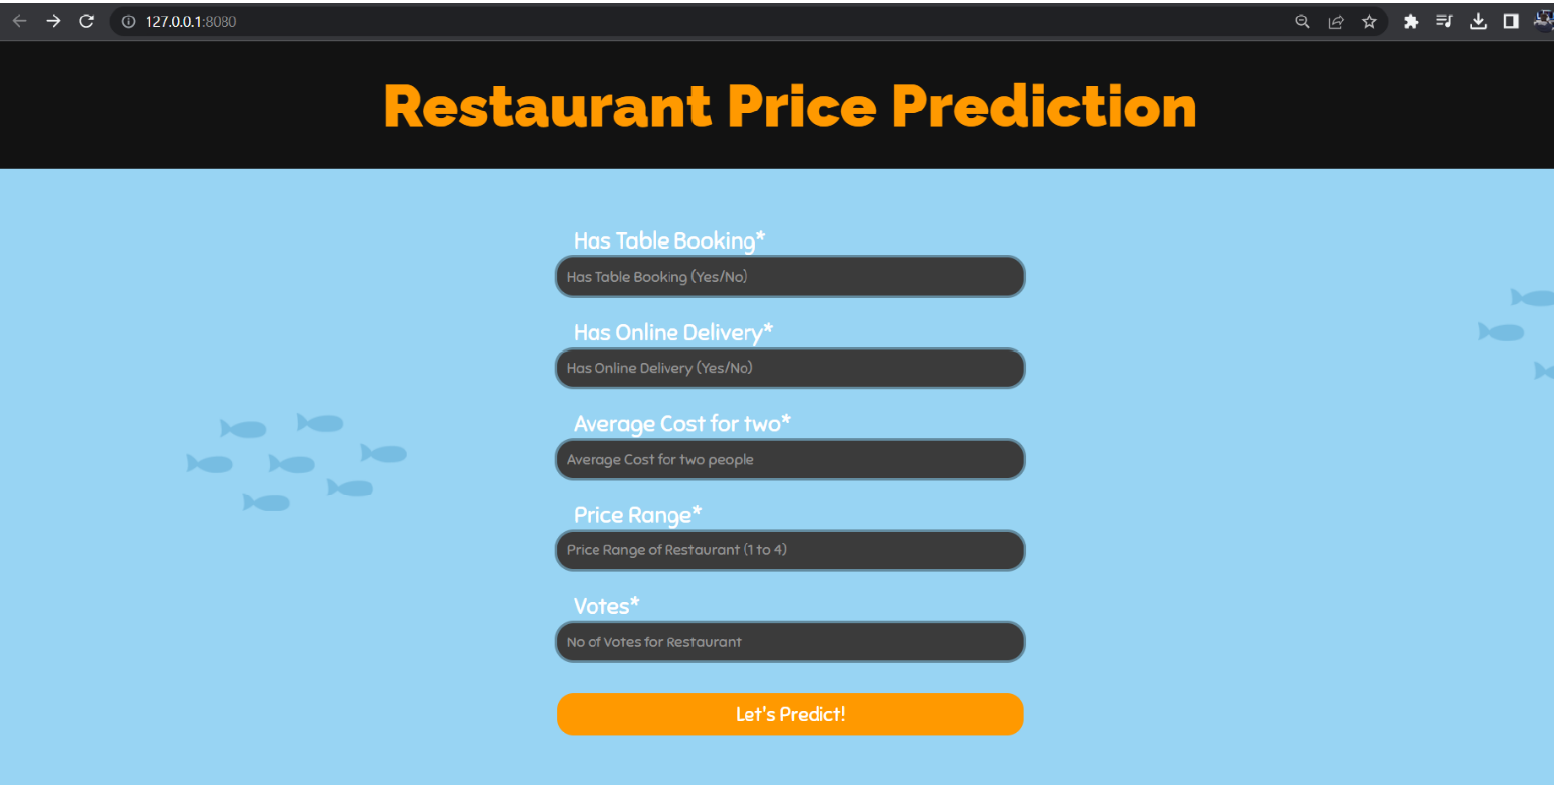 127.0.0.1:8080
Restaurant Price Prediction
Has Table Booking*
Has Table Booking (Yes/No)
Has Online Delivery*
Has Online Delivery (Yes/No)
Average Cost for two*
Average Cost for two people
Price Range*
Price Range of Restaurant (1 to 4)
Votes*
No of Votes for Restaurant
Let's Predict!